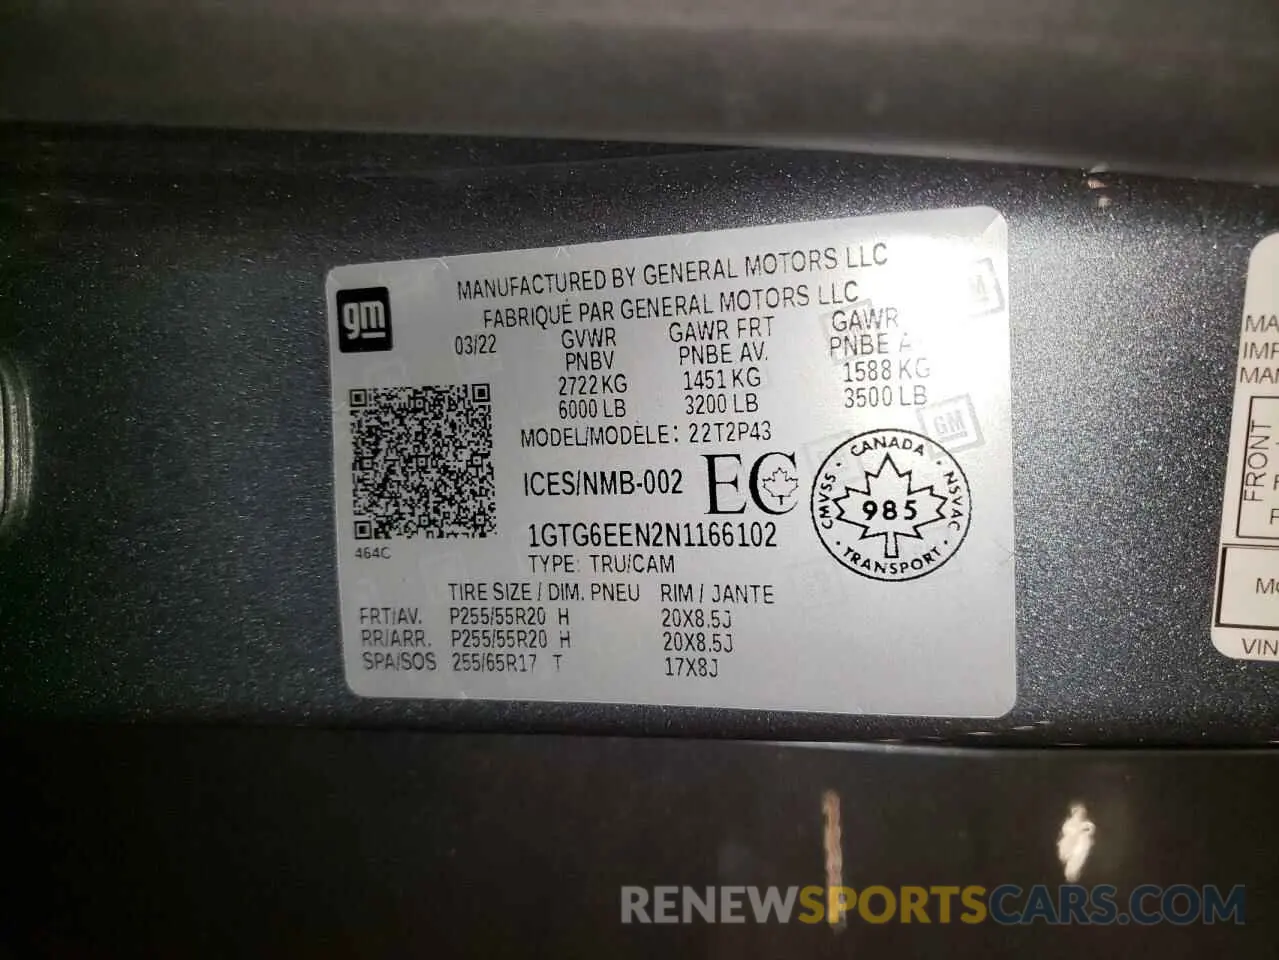 MANUFACTURED BY GENERAL MOTORS LLC
FABRIQUÉ PAR GENERAL MOTORS LLC
gm
03/22 GVWR GAWR FRT GAWR
PNBV PNBE AV. PNBE
2722 KG 1451 KG 1588 KG
6000 LB 3200 LB 3500 LB
MODEL/MODÈLE: 22T2P43
GM
GM
ICES/NMB-002 EC
CANADA
CMVSS 985 NSVAC
TRANSPORT
1GTG6EEN2N1166102
464C
TYPE: TRU/CAM
TIRE SIZE / DIM. PNEU RIM / JANTE
FRT/AV. P255/55R20 H 20X8.5J
RR/ARR. P255/55R20 H 20X8.5J
SPA/SOS 255/65R17 T 17X8J
FRONT
VIN
RENEWSPORTSCARS.COM